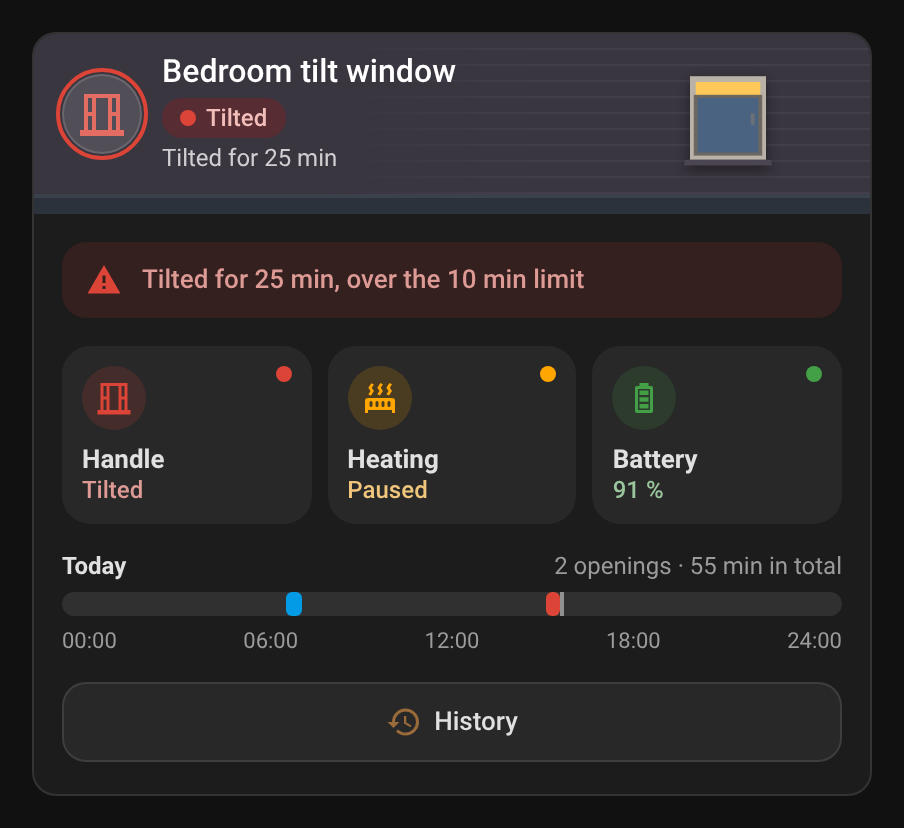 Bedroom tilt window
Tilted
Tilted for 25 min
Tilted for 25 min, over the 10 min limit
Handle
Tilted
Heating
Paused
Battery
91 %
Today
2 openings · 55 min in total
00:00
06:00
12:00
18:00
24:00
History